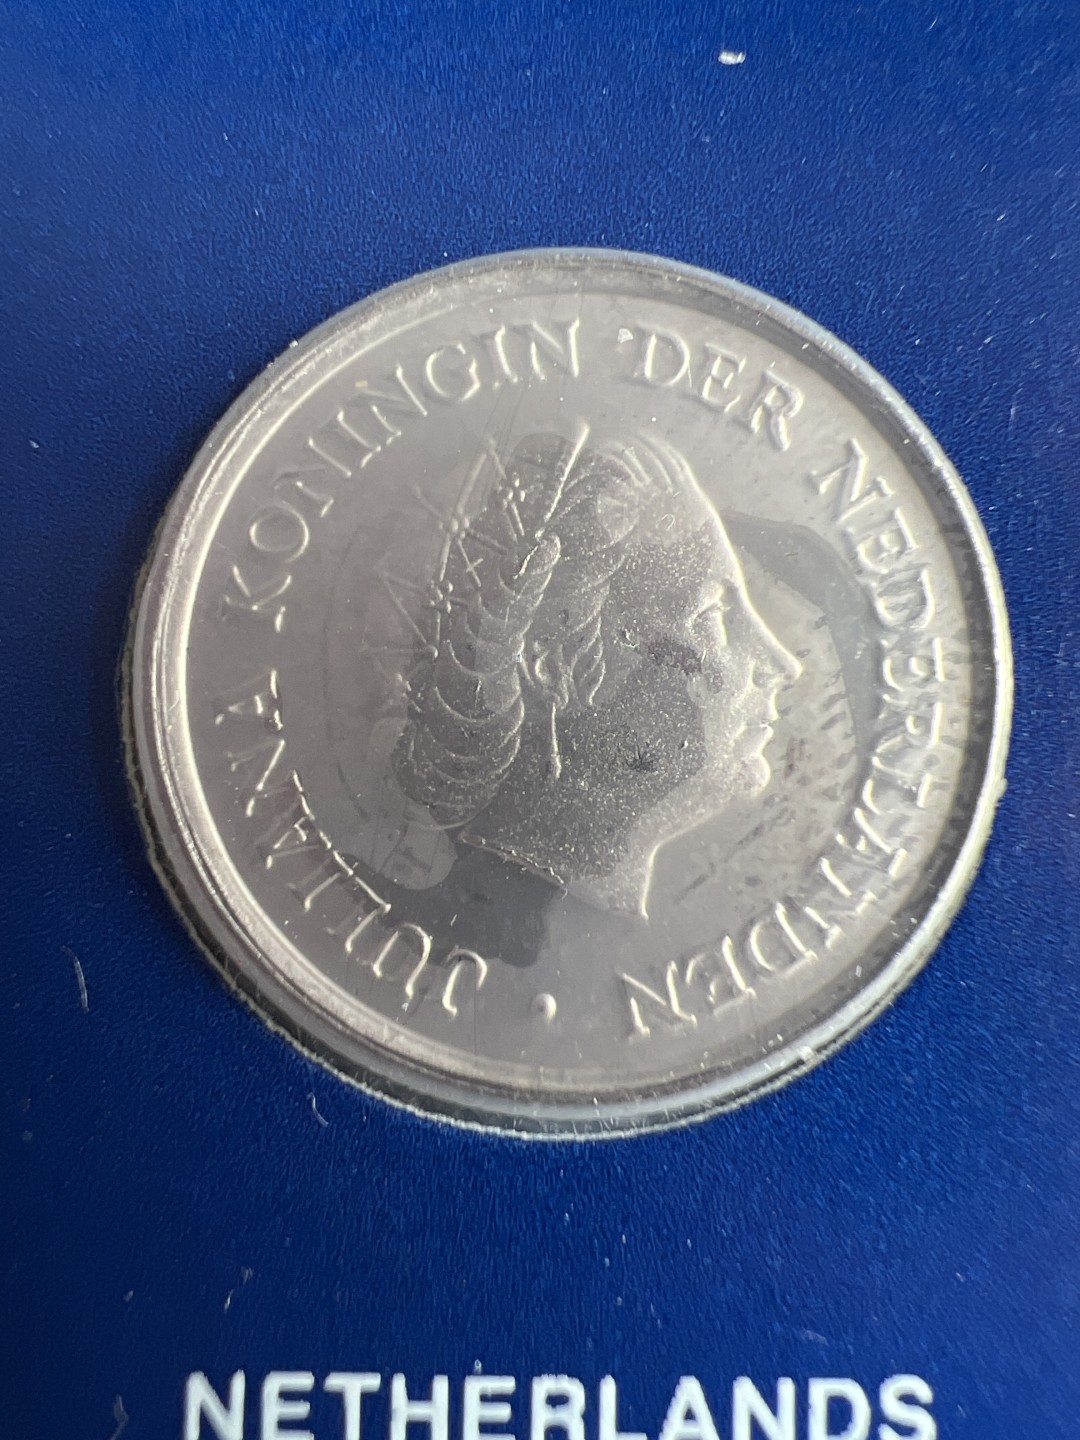 JULIANA KONINGIN DER NEDERLANDEN ·
NETHERLANDS